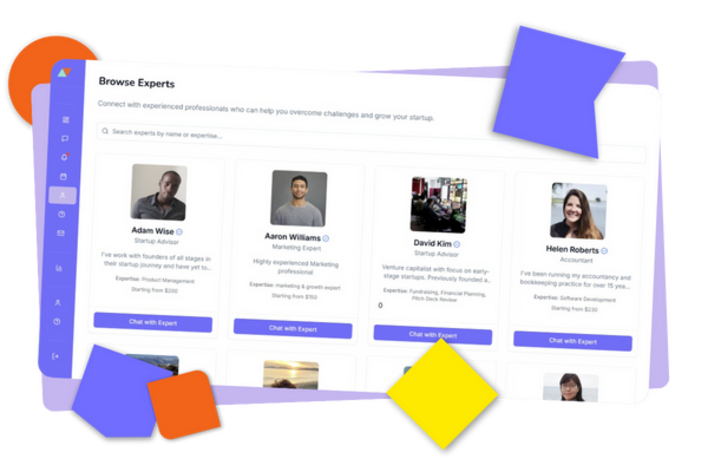 Browse Experts
Connect with experienced professionals who can help you overcome challenges and grow your startup.
Search experts by name or expertise...
Adam Wise
Startup Advisor
I've worked with founders of all stages in
their startup journey and have yet to...
Expertise: Product Management
Starting from $200
Chat with Expert
Aaron Williams
Marketing Expert
Highly experienced Marketing
professional
Expertise: marketing & growth expert
Starting from $150
Chat with Expert
David Kim
Startup Advisor
Venture capitalist with focus on early-
stage startups. Previously founded a...
Expertise: Fundraising, Financial Planning,
Pitch Deck Review
0
Chat with Expert
Helen Roberts
Accountant
I've been running my accountancy and
bookkeeping practice for over 15 yea...
Expertise: Software Development
Starting from $230
Chat with Expert